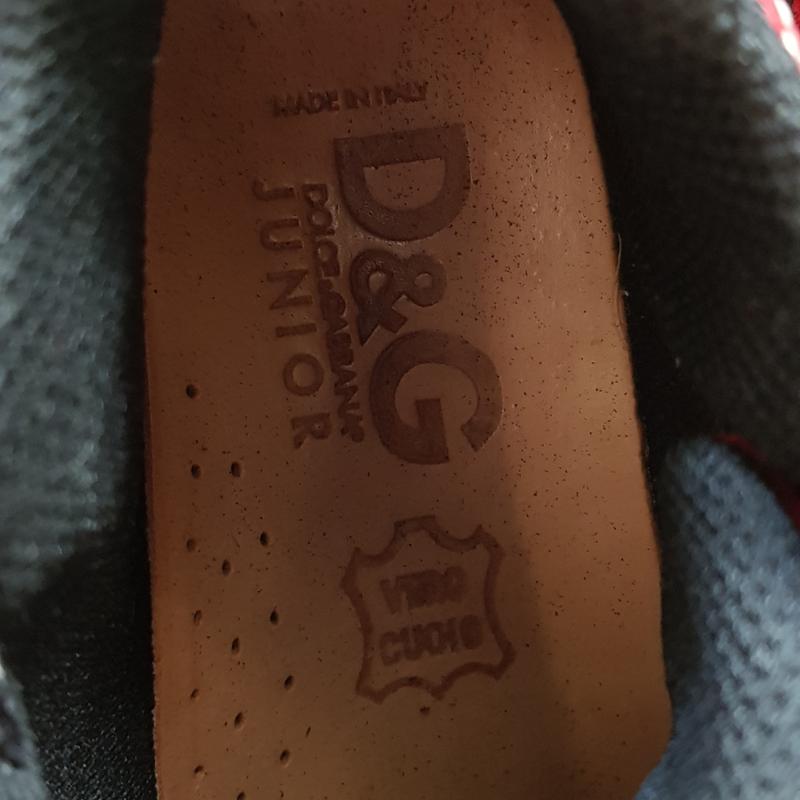 MADE IN ITALY
D&G
DOLCE & GABBANA
JUNIOR
VERO
CUOIO